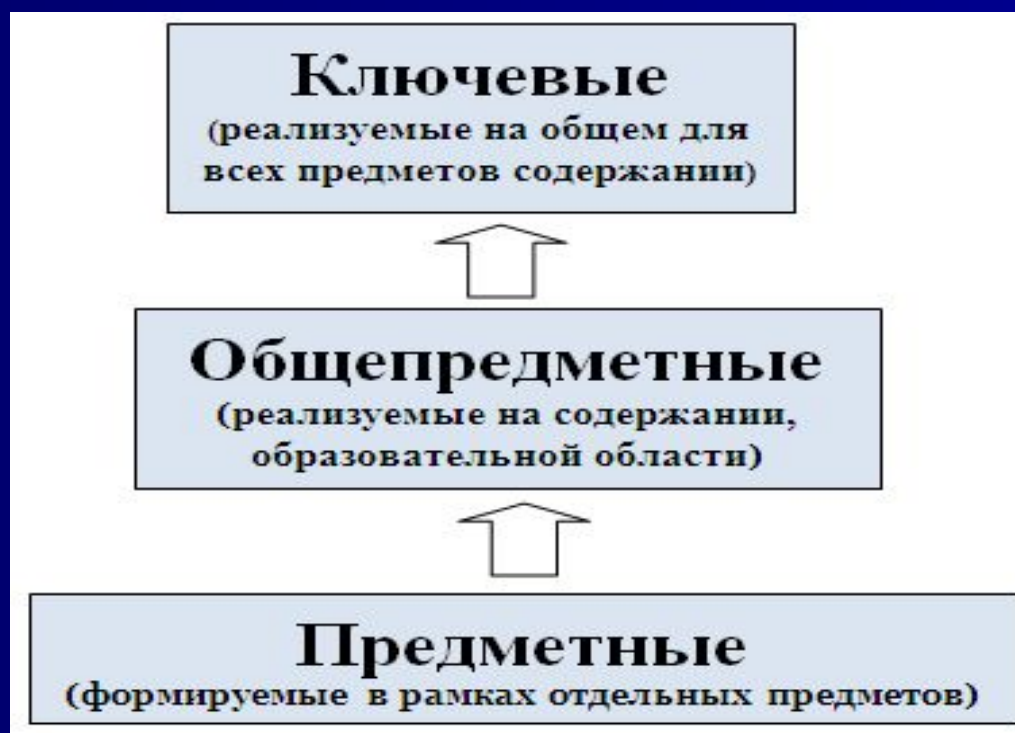 Ключевые
(реализуемые на общем для
всех предметов содержании)
Общепредметные
(реализуемые на содержании,
образовательной области)
Предметные
(формируемые в рамках отдельных предметов)